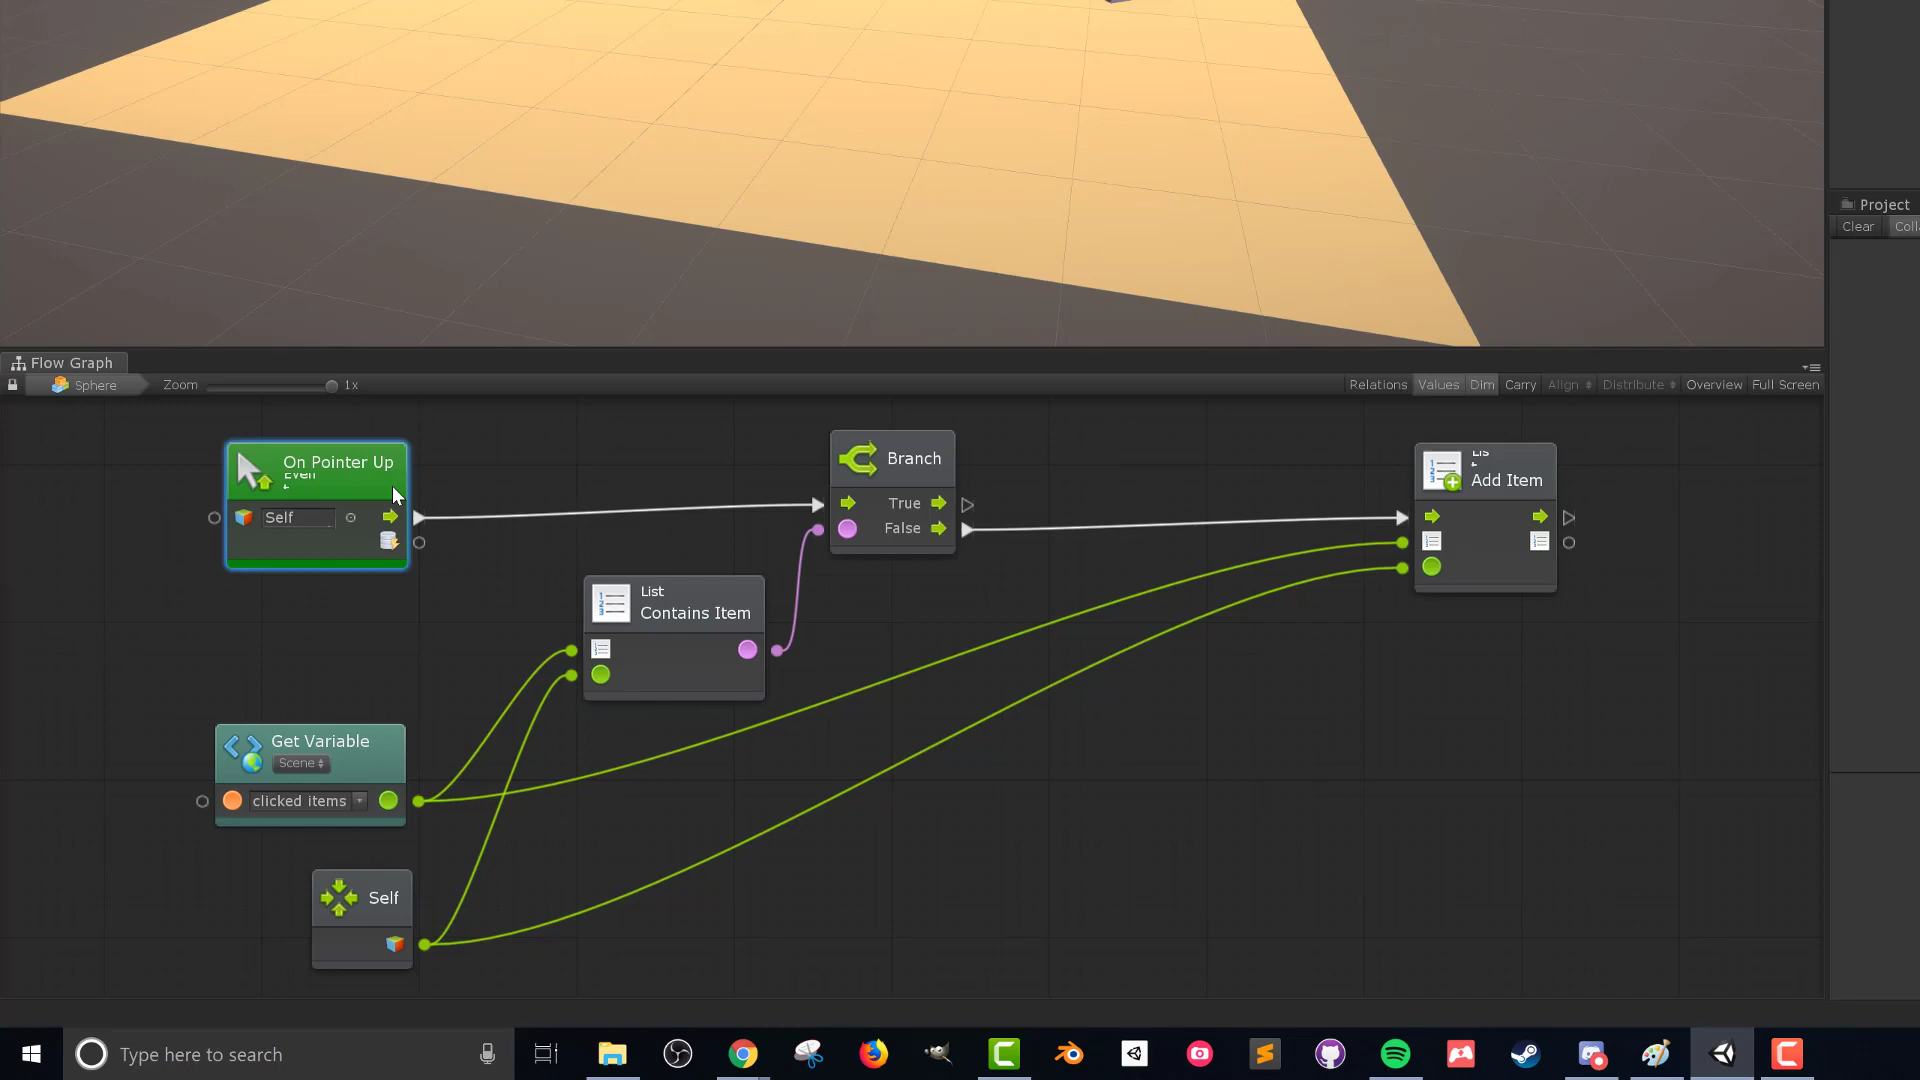 Project
Clear
Flow Graph
Sphere
Zoom
1x
Relations
Values
Dim
Carry
Align
Distribute
Overview
Full Screen
On Pointer Up
Event
Self
Branch
True
False
List
Add Item
List
Contains Item
Get Variable
Scene
clicked items
Self
Type here to search